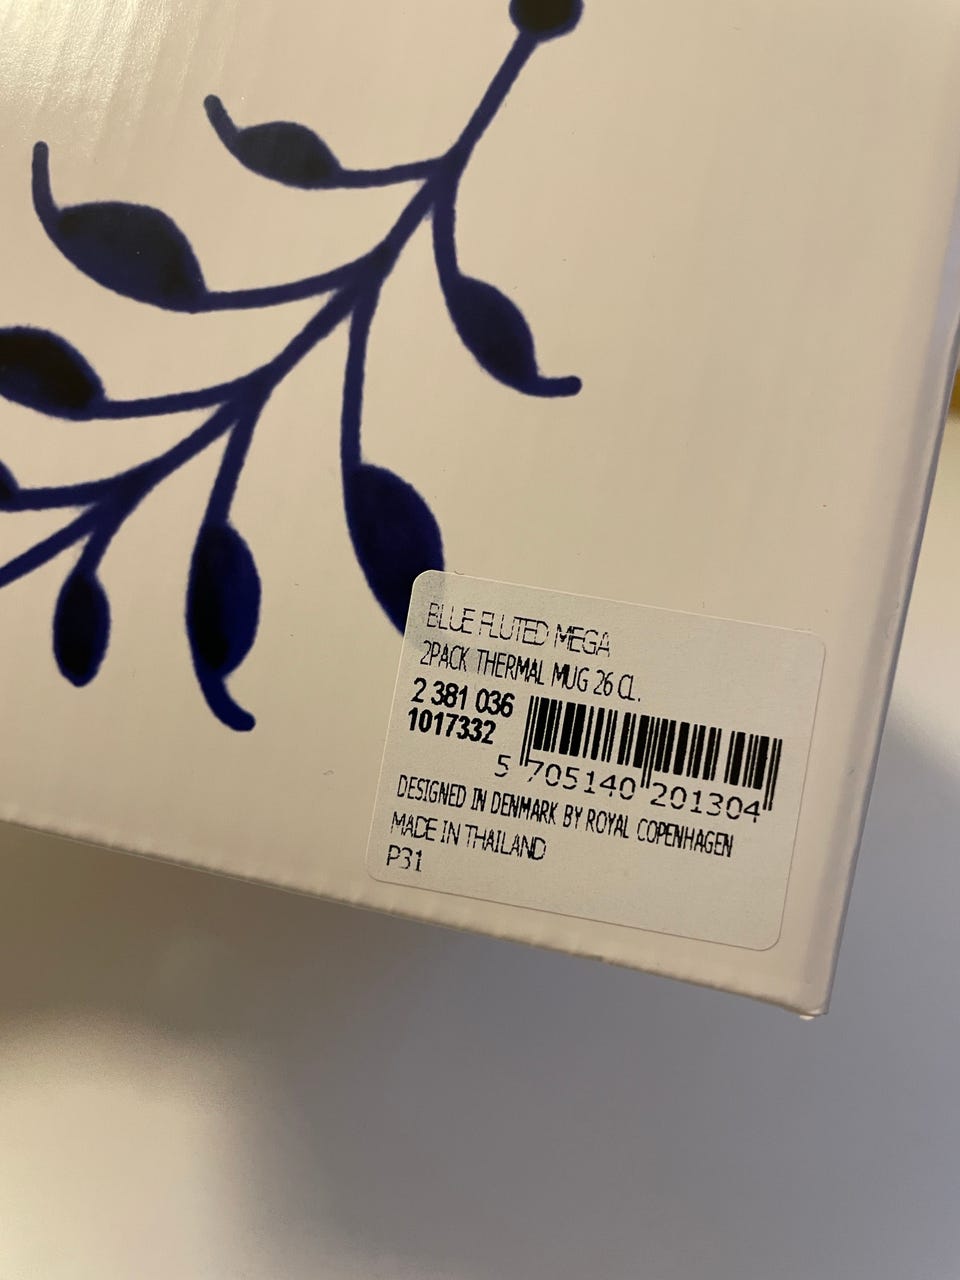 BLUE FLUTED MEGA
2PACK THERMAL MUG 26 CL.
2 381 036
1017332
5 705140 201304
DESIGNED IN DENMARK BY ROYAL COPENHAGEN
MADE IN THAILAND
P31